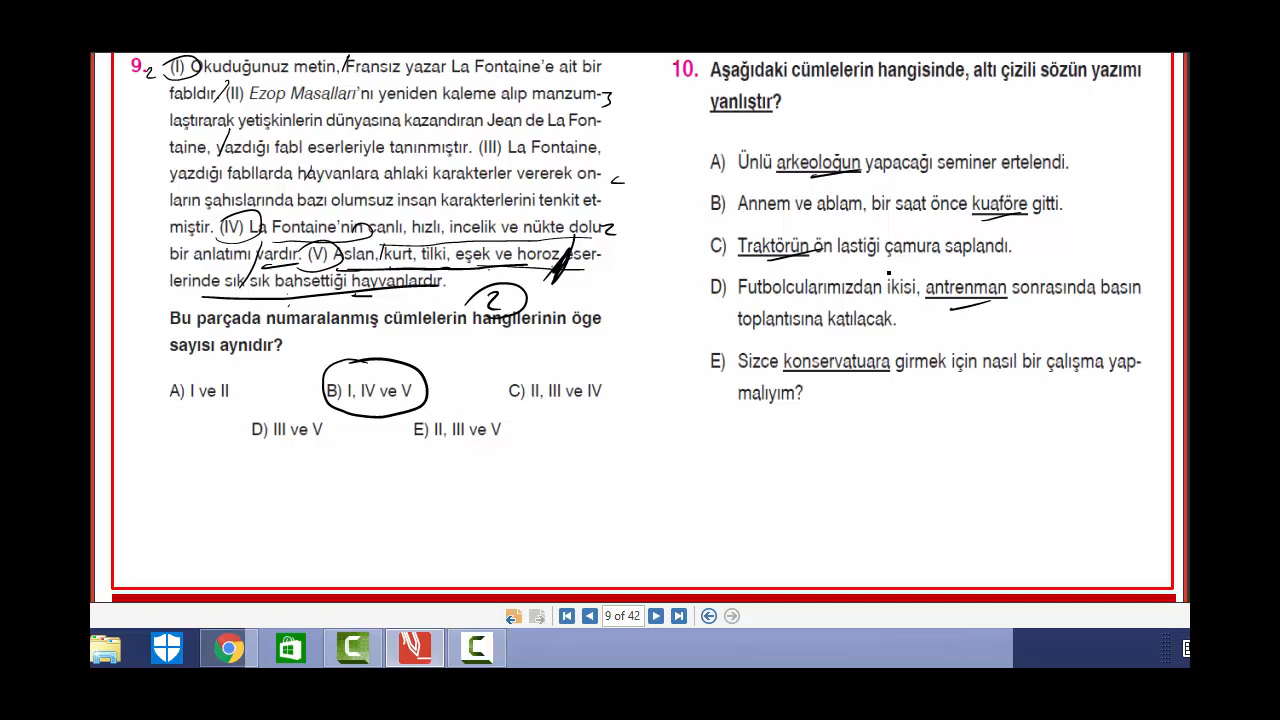 9. (I) Okuduğunuz metin, Fransız yazar La Fontaine’e ait bir
fabldır. (II) Ezop Masalları’nı yeniden kaleme alıp manzum-
laştırarak yetişkinlerin dünyasına kazandıran Jean de La Fon-
taine, yazdığı fabl eserleriyle tanınmıştır. (III) La Fontaine,
yazdığı fabllarda hayvanlara ahlaki karakterler vererek on-
ların şahıslarında bazı olumsuz insan karakterlerini tenkit et-
miştir. (IV) La Fontaine’nin canlı, hızlı, incelik ve nükte dolu
bir anlatımı vardır. (V) Aslan, kurt, tilki, eşek ve horoz eser-
lerinde sık sık bahsettiği hayvanlardır.
2
3
2
2
Bu parçada numaralanmış cümlelerin hangilerinin öge
sayısı aynıdır?
A) I ve II
B) I, IV ve V
C) II, III ve IV
D) III ve V
E) II, III ve V
10. Aşağıdaki cümlelerin hangisinde, altı çizili sözün yazımı
yanlıştır?
A) Ünlü arkeoloğun yapacağı seminer ertelendi.
B) Annem ve ablam, bir saat önce kuaföre gitti.
C) Traktörün ön lastiği çamura saplandı.
D) Futbolcularımızdan ikisi, antrenman sonrasında basın
toplantısına katılacak.
E) Sizce konservatuara girmek için nasıl bir çalışma yap-
malıyım?
9 of 42